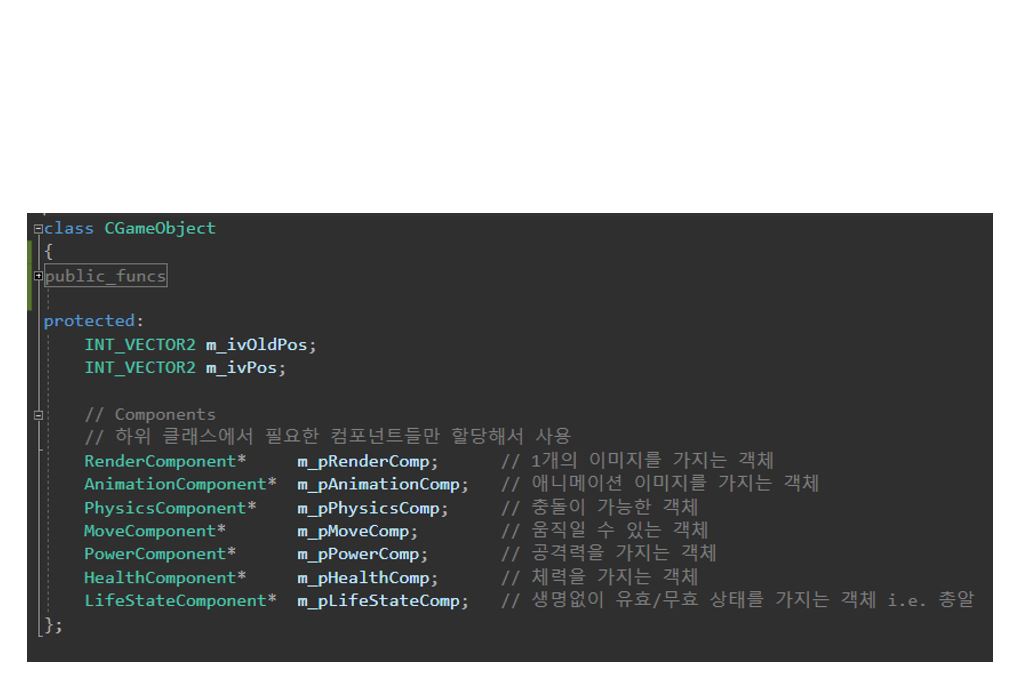 class CGameObject
{
public_funcs
protected:
INT_VECTOR2 m_ivOldPos;
INT_VECTOR2 m_ivPos;
// Components
// 하위 클래스에서 필요한 컴포넌트들만 할당해서 사용
RenderComponent* m_pRenderComp; // 1개의 이미지를 가지는 객체
AnimationComponent* m_pAnimationComp; // 애니메이션 이미지를 가지는 객체
PhysicsComponent* m_pPhysicsComp; // 충돌이 가능한 객체
MoveComponent* m_pMoveComp; // 움직일 수 있는 객체
PowerComponent* m_pPowerComp; // 공격력을 가지는 객체
HealthComponent* m_pHealthComp; // 체력을 가지는 객체
LifeStateComponent* m_pLifeStateComp; // 생명없이 유효/무효 상태를 가지는 객체 i.e. 총알
};